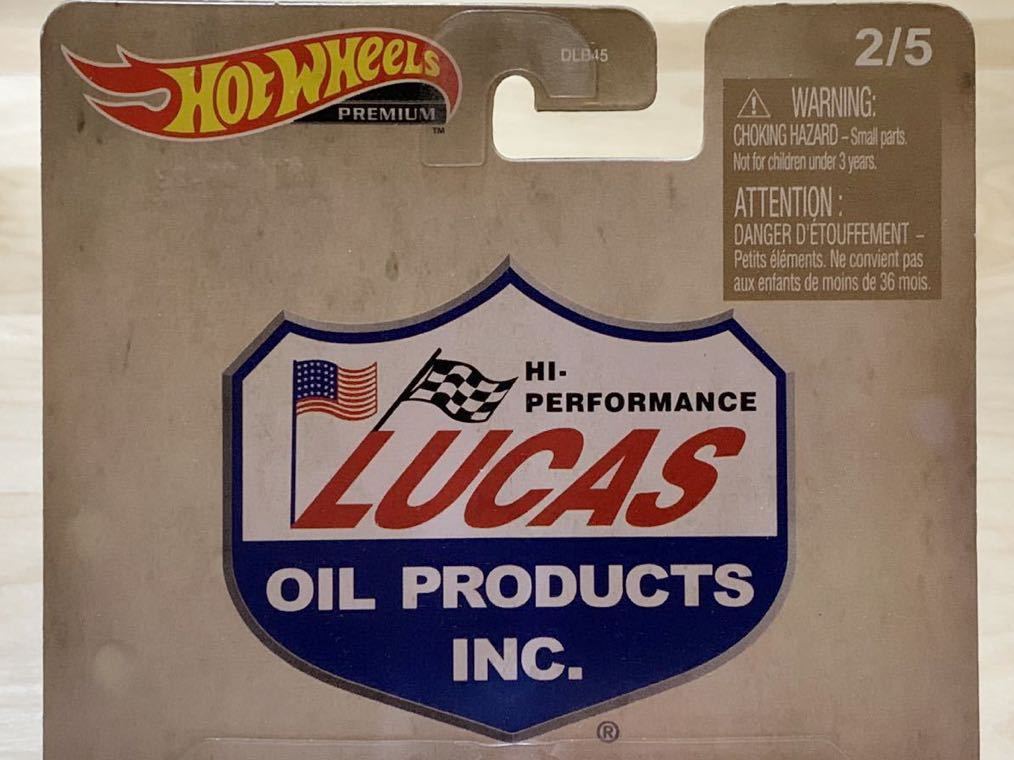 HOT WHEELS
PREMIUM
TM
DLB45
2/5
WARNING:
CHOKING HAZARD – Small parts.
Not for children under 3 years.
ATTENTION :
DANGER D'ÉTOUFFEMENT –
Petits éléments. Ne convient pas
aux enfants de moins de 36 mois.
HI-
PERFORMANCE
LUCAS
OIL PRODUCTS
INC.
®